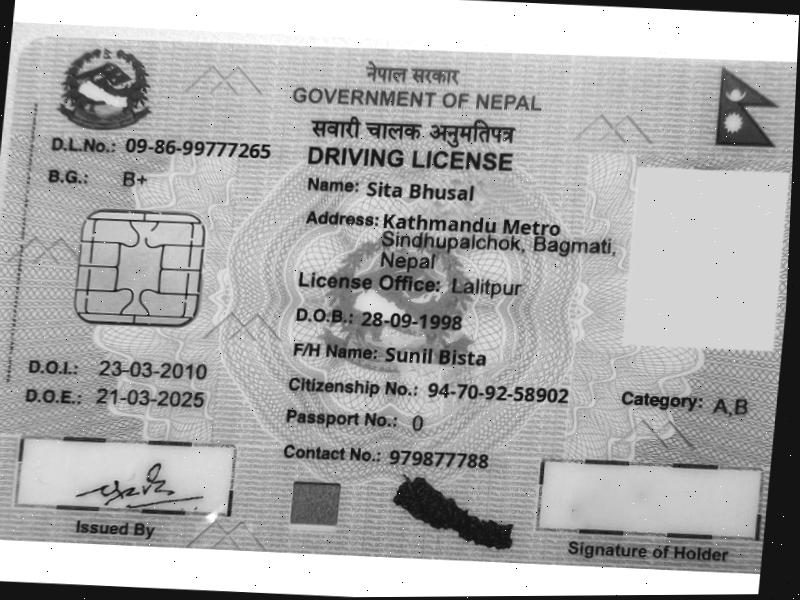 नेपाल सरकार
GOVERNMENT OF NEPAL
सवारी चालक अनुमतिपत्र
DRIVING LICENSE
D.L.No.: 09-86-99777265
B.G.: B+
Name: Sita Bhusal
Address: Kathmandu Metro
Sindhupalchok, Bagmati,
Nepal
License Office: Lalitpur
D.O.B.: 28-09-1998
F/H Name: Sunil Bista
D.O.I.: 23-03-2010
Citizenship No.: 94-70-92-58902
D.O.E.: 21-03-2025
Category: A,B
Passport No.: 0
Contact No.: 979877788
Issued By
Signature of Holder